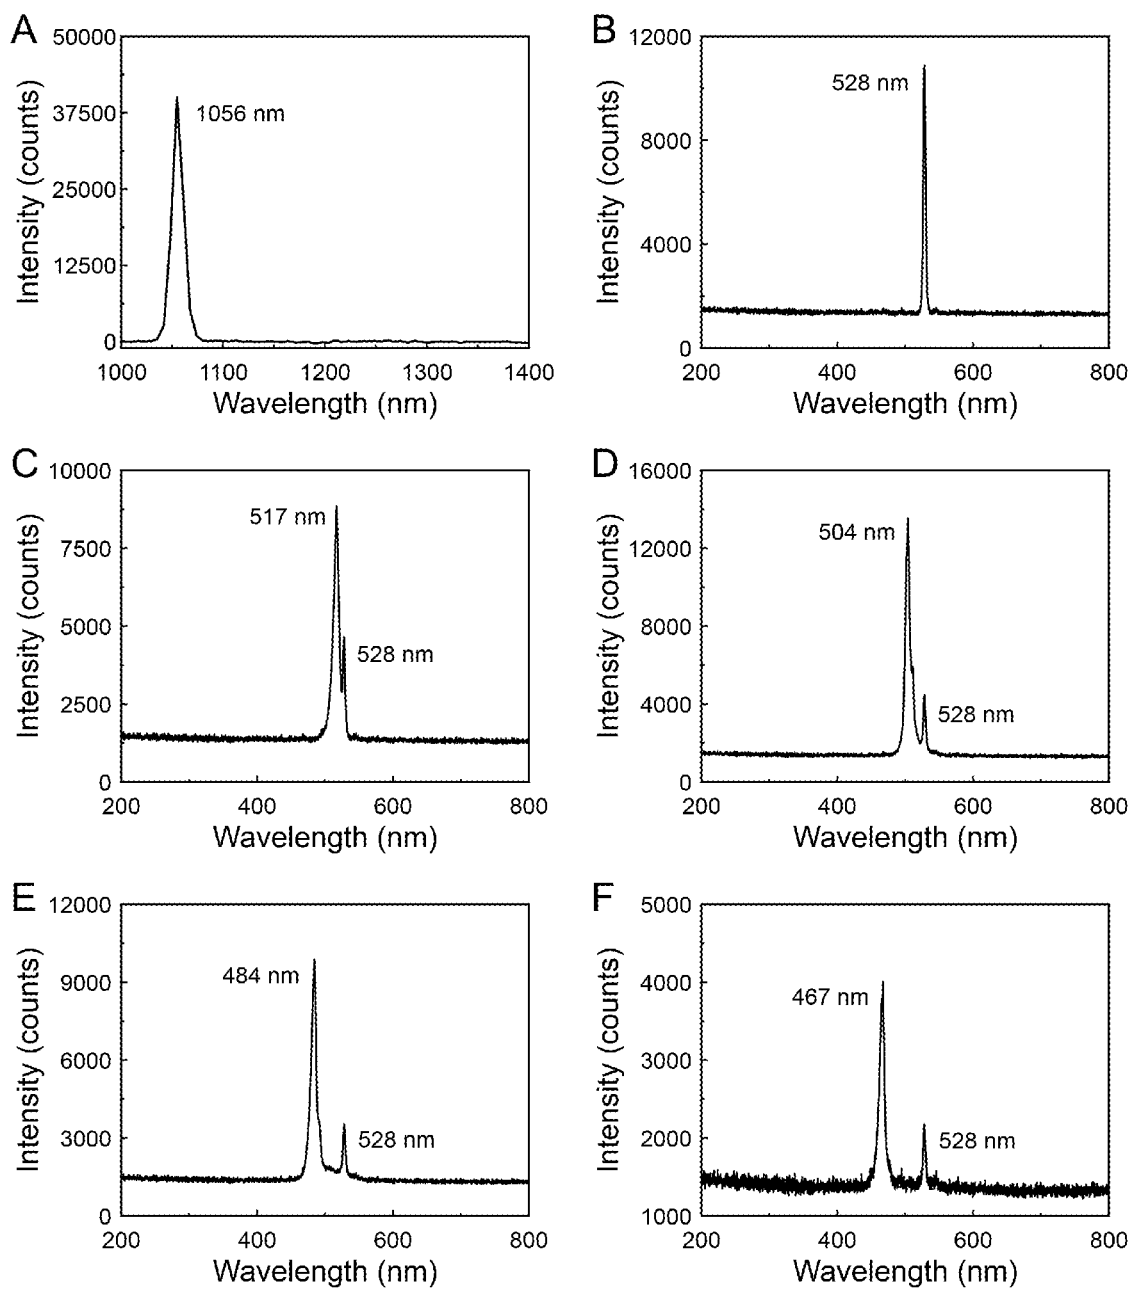 A
50000
37500
25000
12500
0
Intensity (counts)
1056 nm
1000 1100 1200 1300 1400
Wavelength (nm)
B
12000
8000
4000
0
Intensity (counts)
528 nm
200 400 600 800
Wavelength (nm)
C
10000
7500
5000
2500
0
Intensity (counts)
517 nm
528 nm
200 400 600 800
Wavelength (nm)
D
16000
12000
8000
4000
0
Intensity (counts)
504 nm
528 nm
200 400 600 800
Wavelength (nm)
E
12000
9000
6000
3000
0
Intensity (counts)
484 nm
528 nm
200 400 600 800
Wavelength (nm)
F
5000
4000
3000
2000
1000
Intensity (counts)
467 nm
528 nm
200 400 600 800
Wavelength (nm)